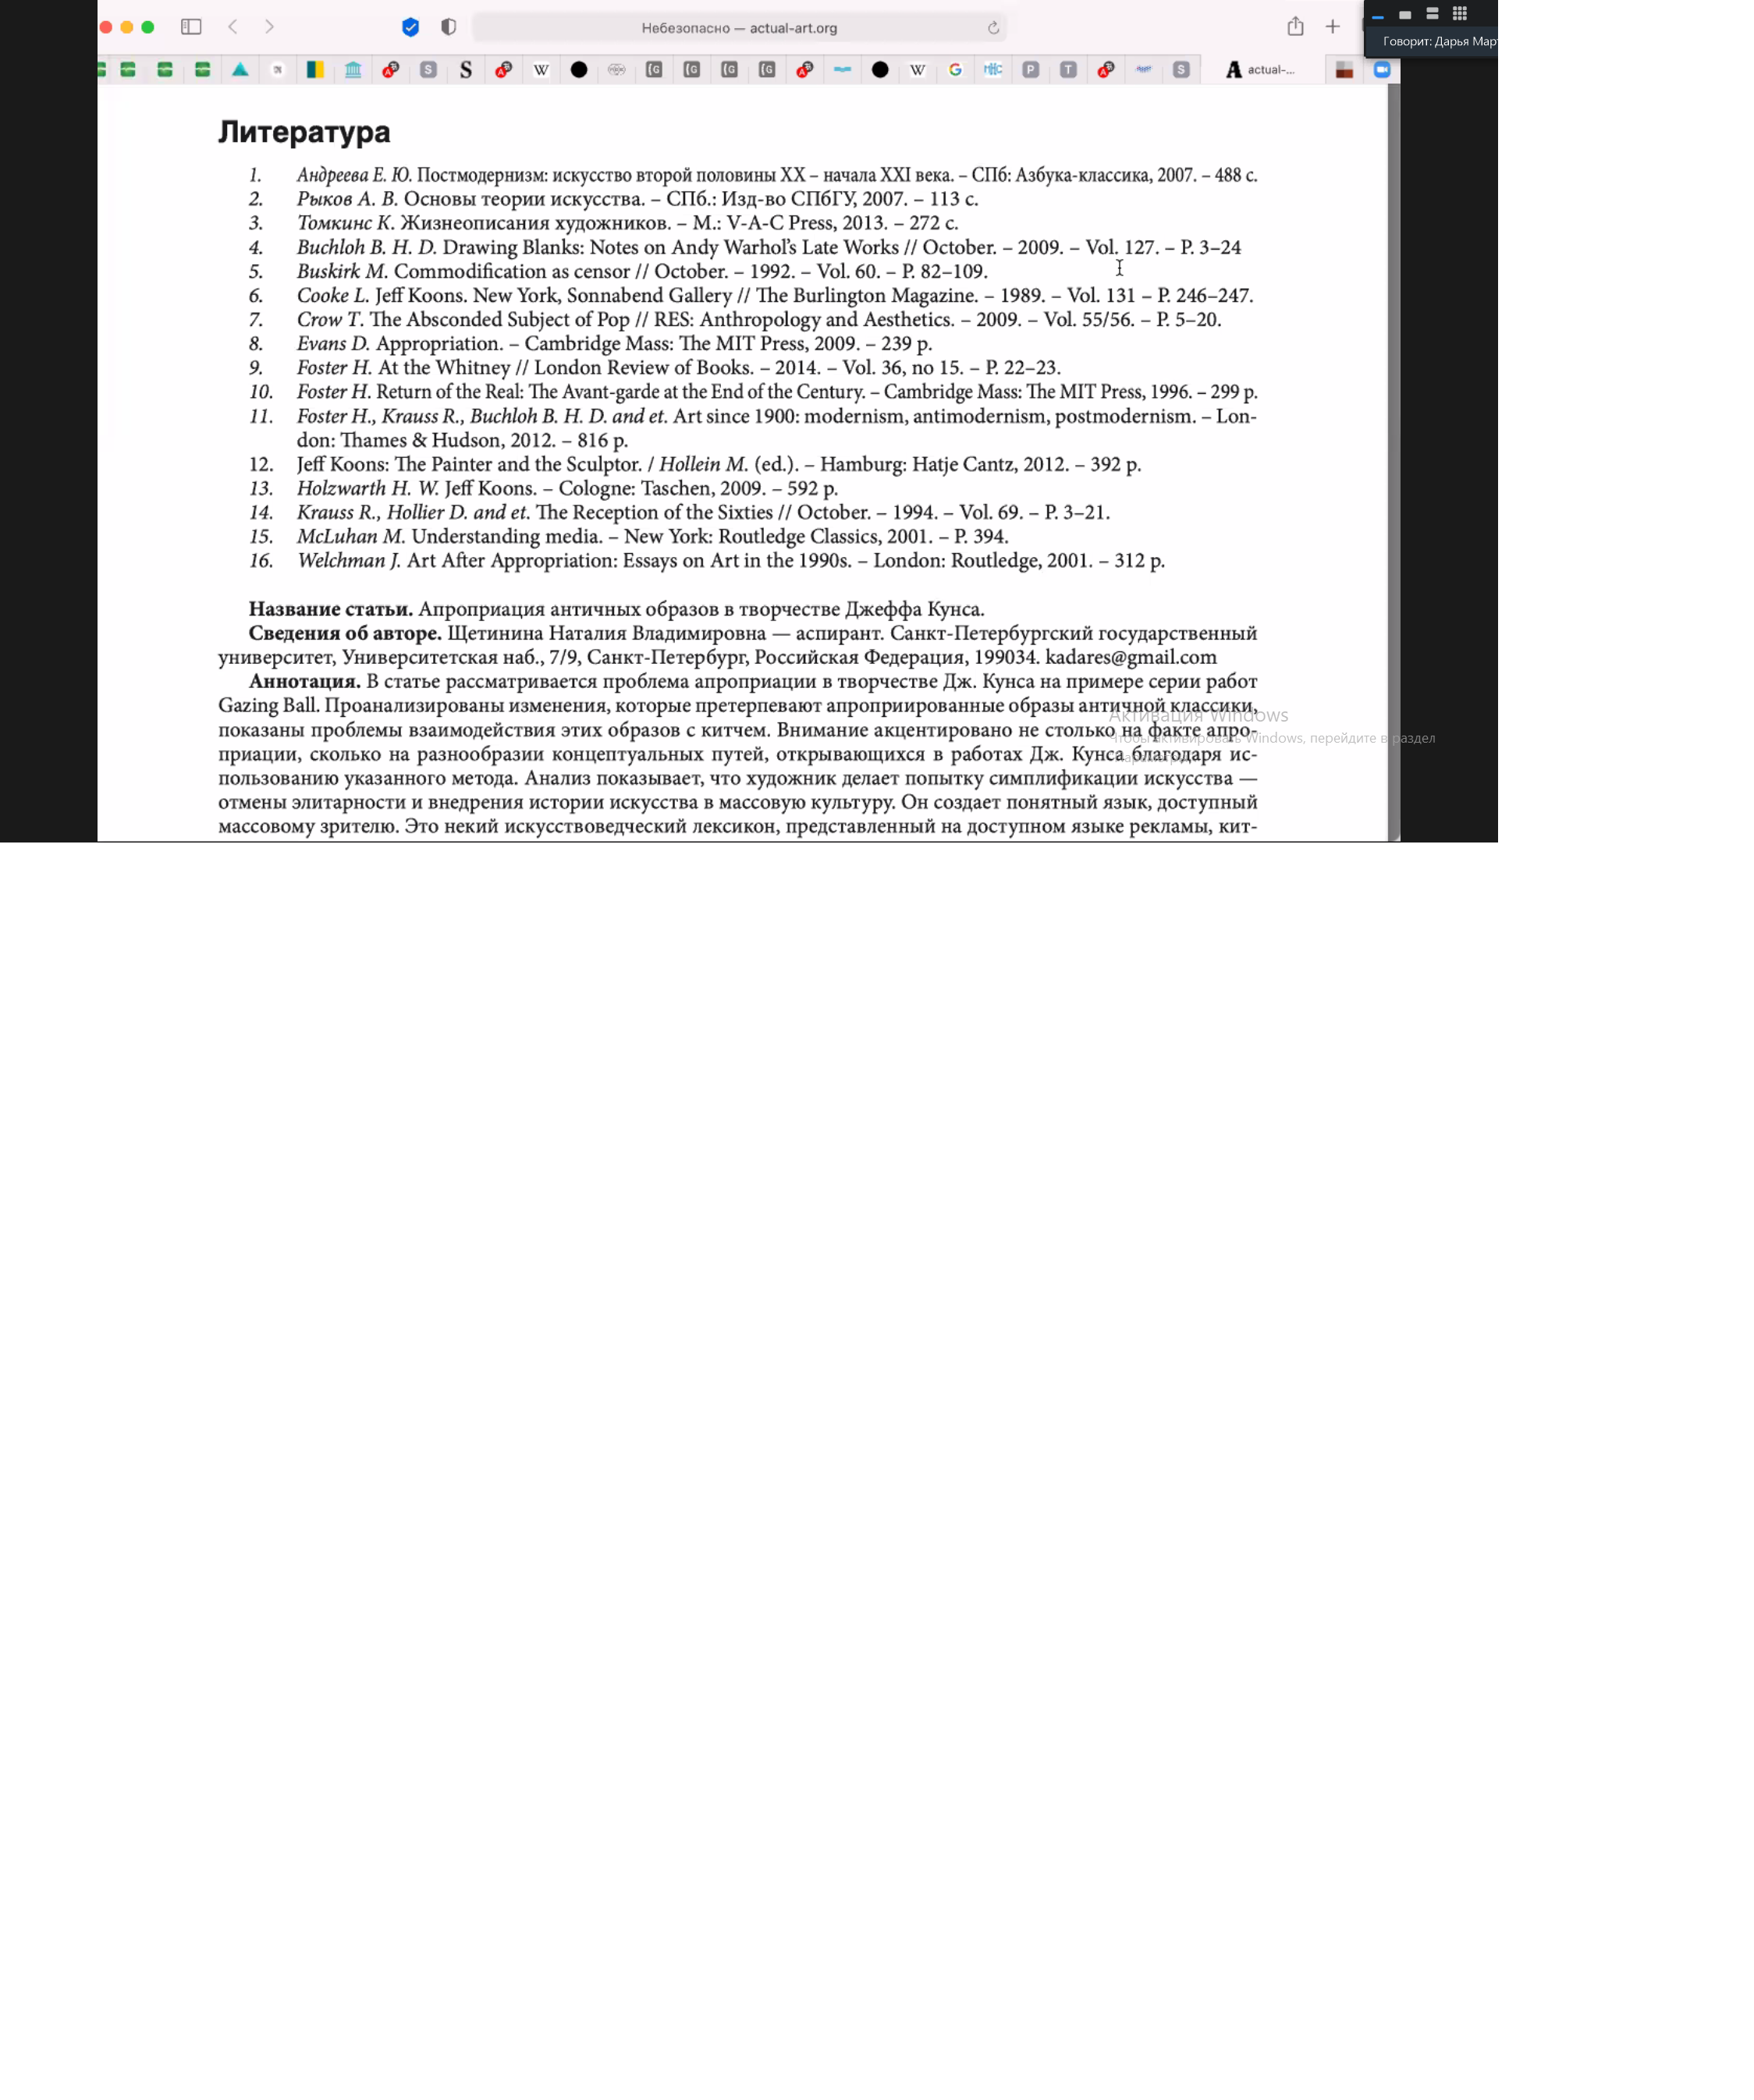 Небезопасно — actual-art.org
Говорит: Дарья Мар
actual-...
Литература
1. Андреева Е. Ю. Постмодернизм: искусство второй половины XX – начала XXI века. – СПб: Азбука-классика, 2007. – 488 с.
2. Рыков А. В. Основы теории искусства. – СПб.: Изд-во СПбГУ, 2007. – 113 с.
3. Томкинс К. Жизнеописания художников. – М.: V-A-C Press, 2013. – 272 с.
4. Buchloh B. H. D. Drawing Blanks: Notes on Andy Warhol’s Late Works // October. – 2009. – Vol. 127. – P. 3–24
5. Buskirk M. Commodification as censor // October. – 1992. – Vol. 60. – P. 82–109.
6. Cooke L. Jeff Koons. New York, Sonnabend Gallery // The Burlington Magazine. – 1989. – Vol. 131 – P. 246–247.
7. Crow T. The Absconded Subject of Pop // RES: Anthropology and Aesthetics. – 2009. – Vol. 55/56. – P. 5–20.
8. Evans D. Appropriation. – Cambridge Mass: The MIT Press, 2009. – 239 p.
9. Foster H. At the Whitney // London Review of Books. – 2014. – Vol. 36, no 15. – P. 22–23.
10. Foster H. Return of the Real: The Avant-garde at the End of the Century. – Cambridge Mass: The MIT Press, 1996. – 299 p.
11. Foster H., Krauss R., Buchloh B. H. D. and et. Art since 1900: modernism, antimodernism, postmodernism. – Lon-
don: Thames & Hudson, 2012. – 816 p.
12. Jeff Koons: The Painter and the Sculptor. / Hollein M. (ed.). – Hamburg: Hatje Cantz, 2012. – 392 p.
13. Holzwarth H. W. Jeff Koons. – Cologne: Taschen, 2009. – 592 p.
14. Krauss R., Hollier D. and et. The Reception of the Sixties // October. – 1994. – Vol. 69. – P. 3–21.
15. McLuhan M. Understanding media. – New York: Routledge Classics, 2001. – P. 394.
16. Welchman J. Art After Appropriation: Essays on Art in the 1990s. – London: Routledge, 2001. – 312 p.
Название статьи. Апроприация античных образов в творчестве Джеффа Кунса.
Сведения об авторе. Щетинина Наталия Владимировна — аспирант. Санкт-Петербургский государственный
университет, Университетская наб., 7/9, Санкт-Петербург, Российская Федерация, 199034. kadares@gmail.com
Аннотация. В статье рассматривается проблема апроприации в творчестве Дж. Кунса на примере серии работ
Gazing Ball. Проанализированы изменения, которые претерпевают апроприированные образы античной классики,
показаны проблемы взаимодействия этих образов с китчем. Внимание акцентировано не столько на факте апро-
приации, сколько на разнообразии концептуальных путей, открывающихся в работах Дж. Кунса благодаря ис-
пользованию указанного метода. Анализ показывает, что художник делает попытку симплификации искусства —
отмены элитарности и внедрения истории искусства в массовую культуру. Он создает понятный язык, доступный
массовому зрителю. Это некий искусствоведческий лексикон, представленный на доступном языке рекламы, кит-
Активация Windows
Чтобы активировать Windows, перейдите в раздел